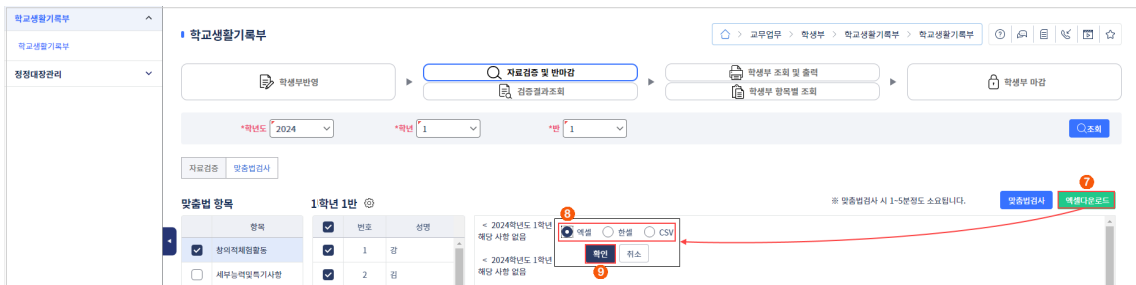 학교생활기록부
학교생활기록부
정정대장관리
학교생활기록부
교무업무 > 학생부 > 학교생활기록부 > 학교생활기록부
학생부반영
자료검증 및 반마감
검증결과조회
학생부 조회 및 출력
학생부 항목별 조회
학생부 마감
*학년도 2024 *학년 1 *반 1 조회
자료검증 맞춤법검사
7
맞춤법 항목 1학년 1반 ※ 맞춤법검사 시 1~5분정도 소요됩니다. 맞춤법검사 엑셀다운로드
8
항목 번호 성명
< 2024학년도 1학년
해당 사항 없음
엑셀 한셀 CSV
확인 취소
9
창의적체험활동 1 강
< 2024학년도 1학년
해당 사항 없음
세부능력및특기사항 2 김